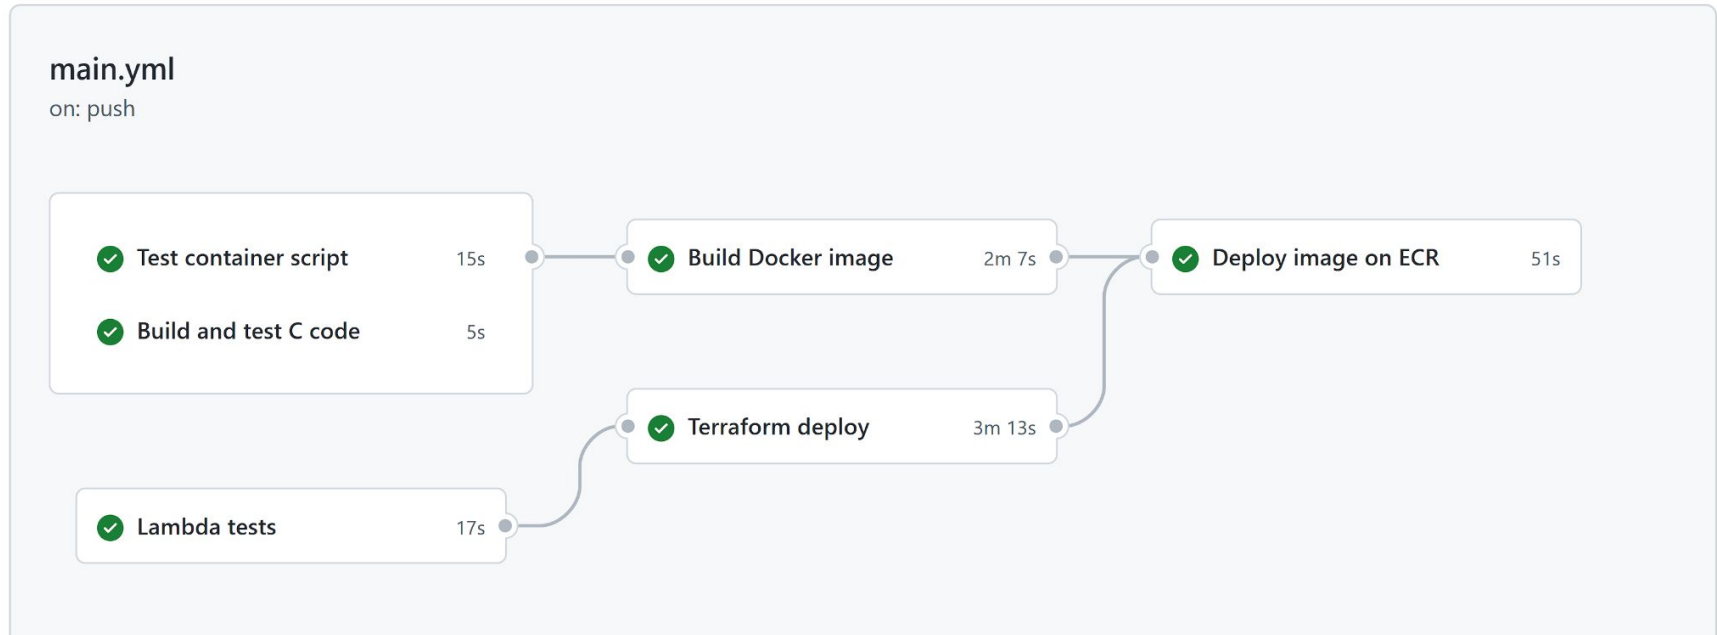 main.yml
on: push
Test container script 15s
Build and test C code 5s
Build Docker image 2m 7s
Deploy image on ECR 51s
Terraform deploy 3m 13s
Lambda tests 17s